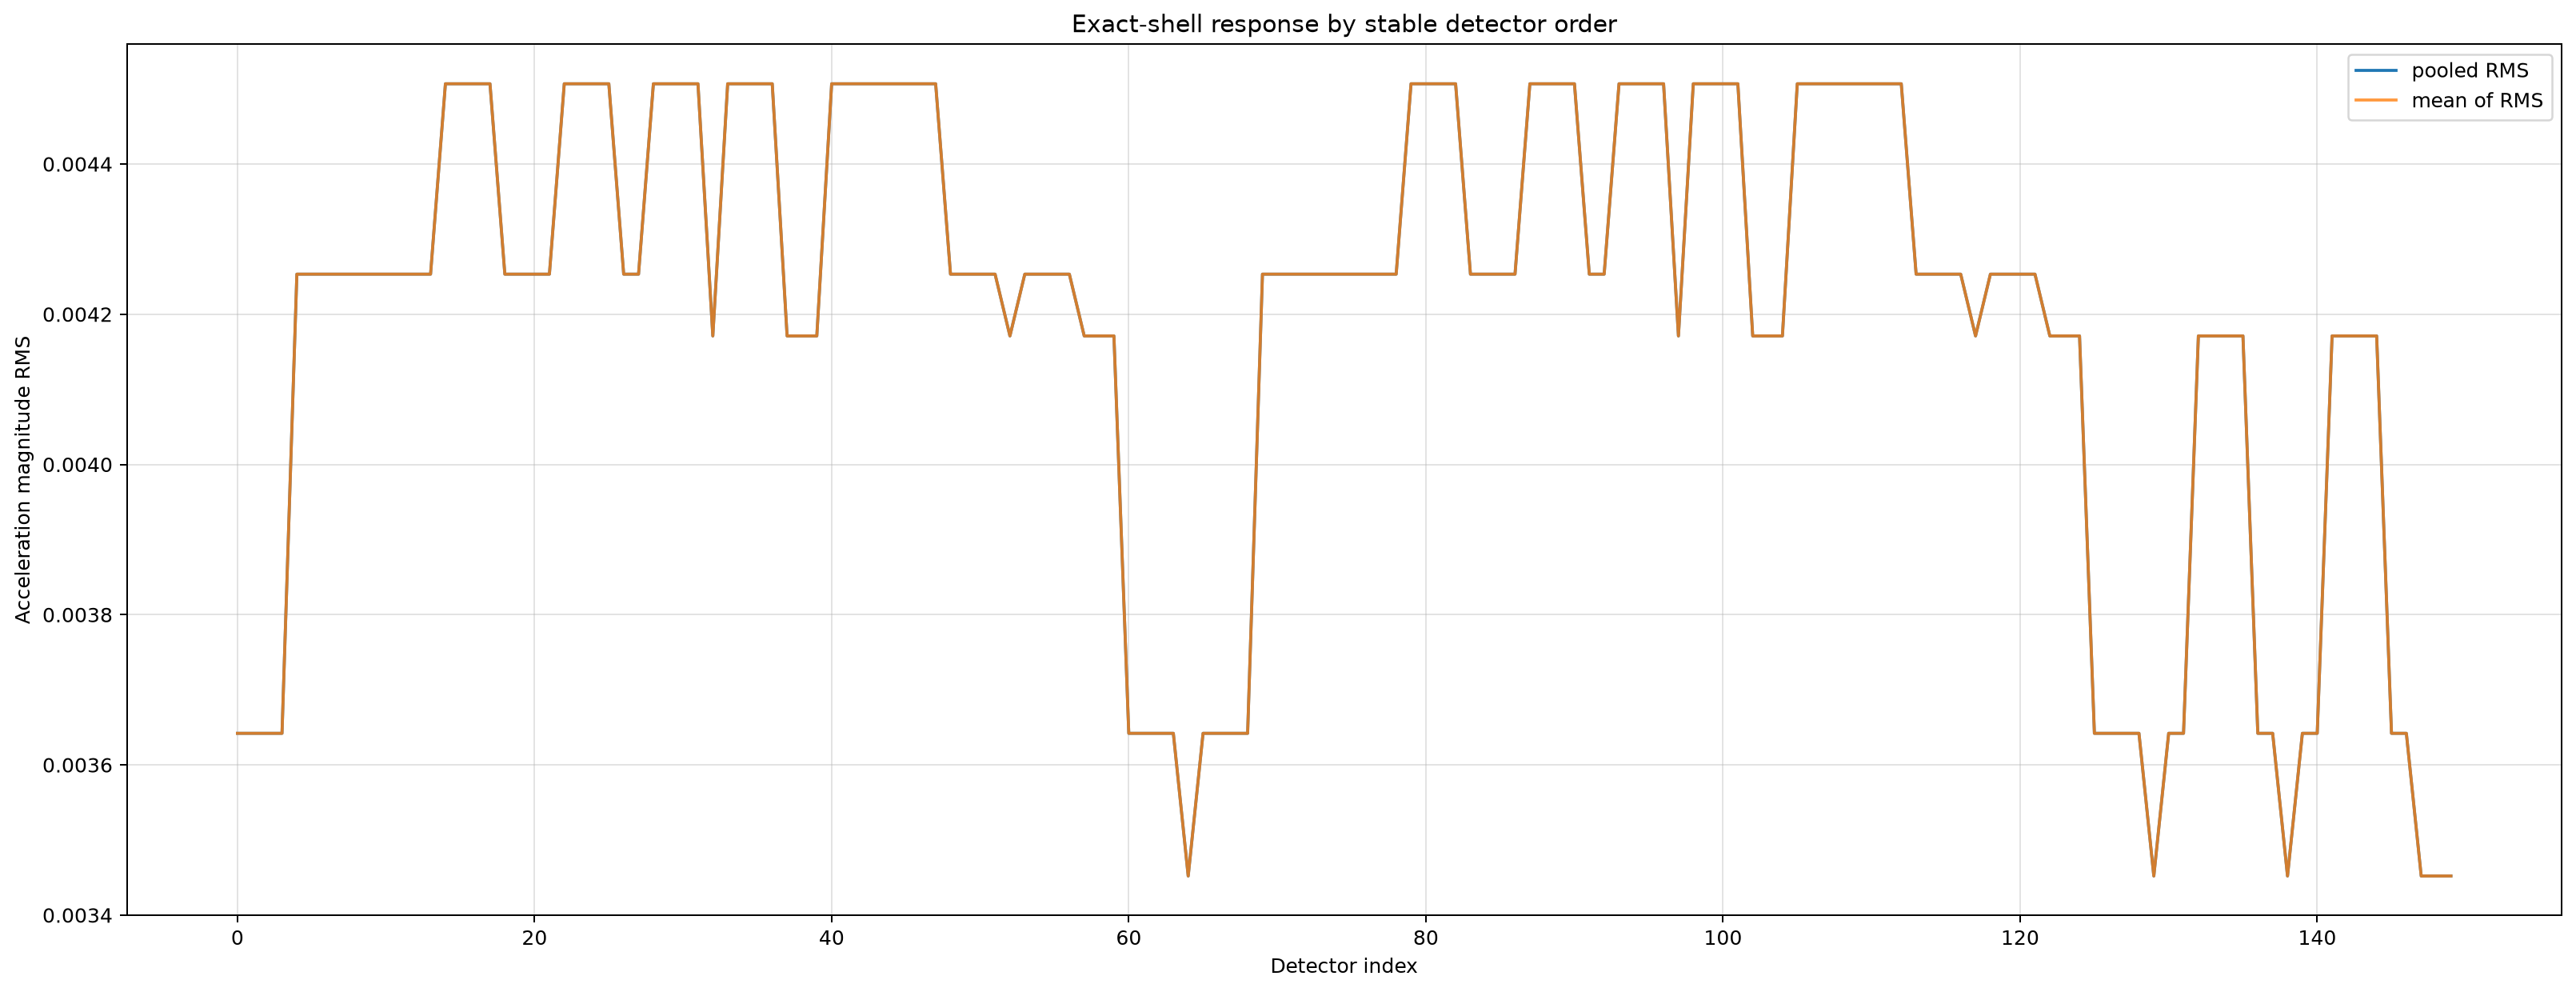 Exact-shell response by stable detector order
pooled RMS
mean of RMS
Acceleration magnitude RMS
0.0044
0.0042
0.0040
0.0038
0.0036
0.0034
0 20 40 60 80 100 120 140
Detector index